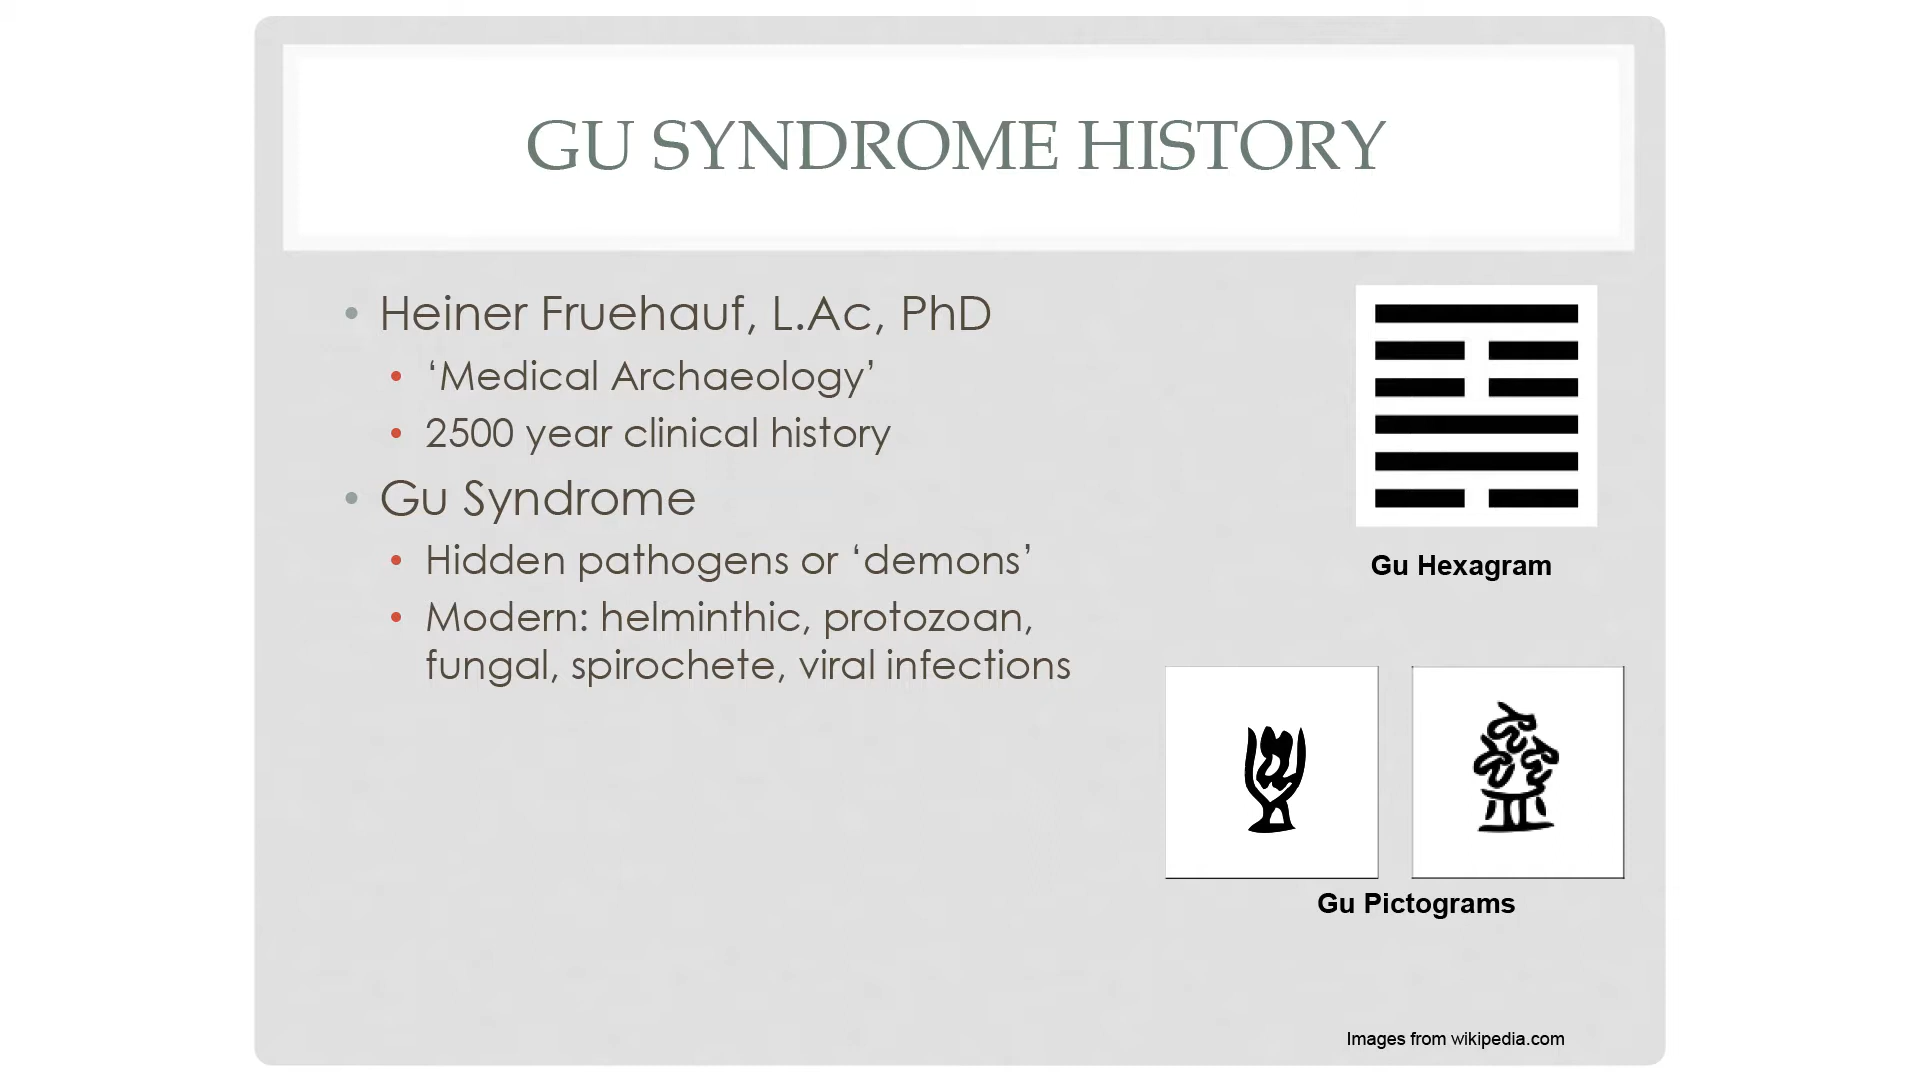 GU SYNDROME HISTORY
• Heiner Fruehauf, L.Ac, PhD
• ‘Medical Archaeology’
• 2500 year clinical history
• Gu Syndrome
• Hidden pathogens or ‘demons’
• Modern: helminthic, protozoan,
fungal, spirochete, viral infections
Gu Hexagram
Gu Pictograms
Images from wikipedia.com